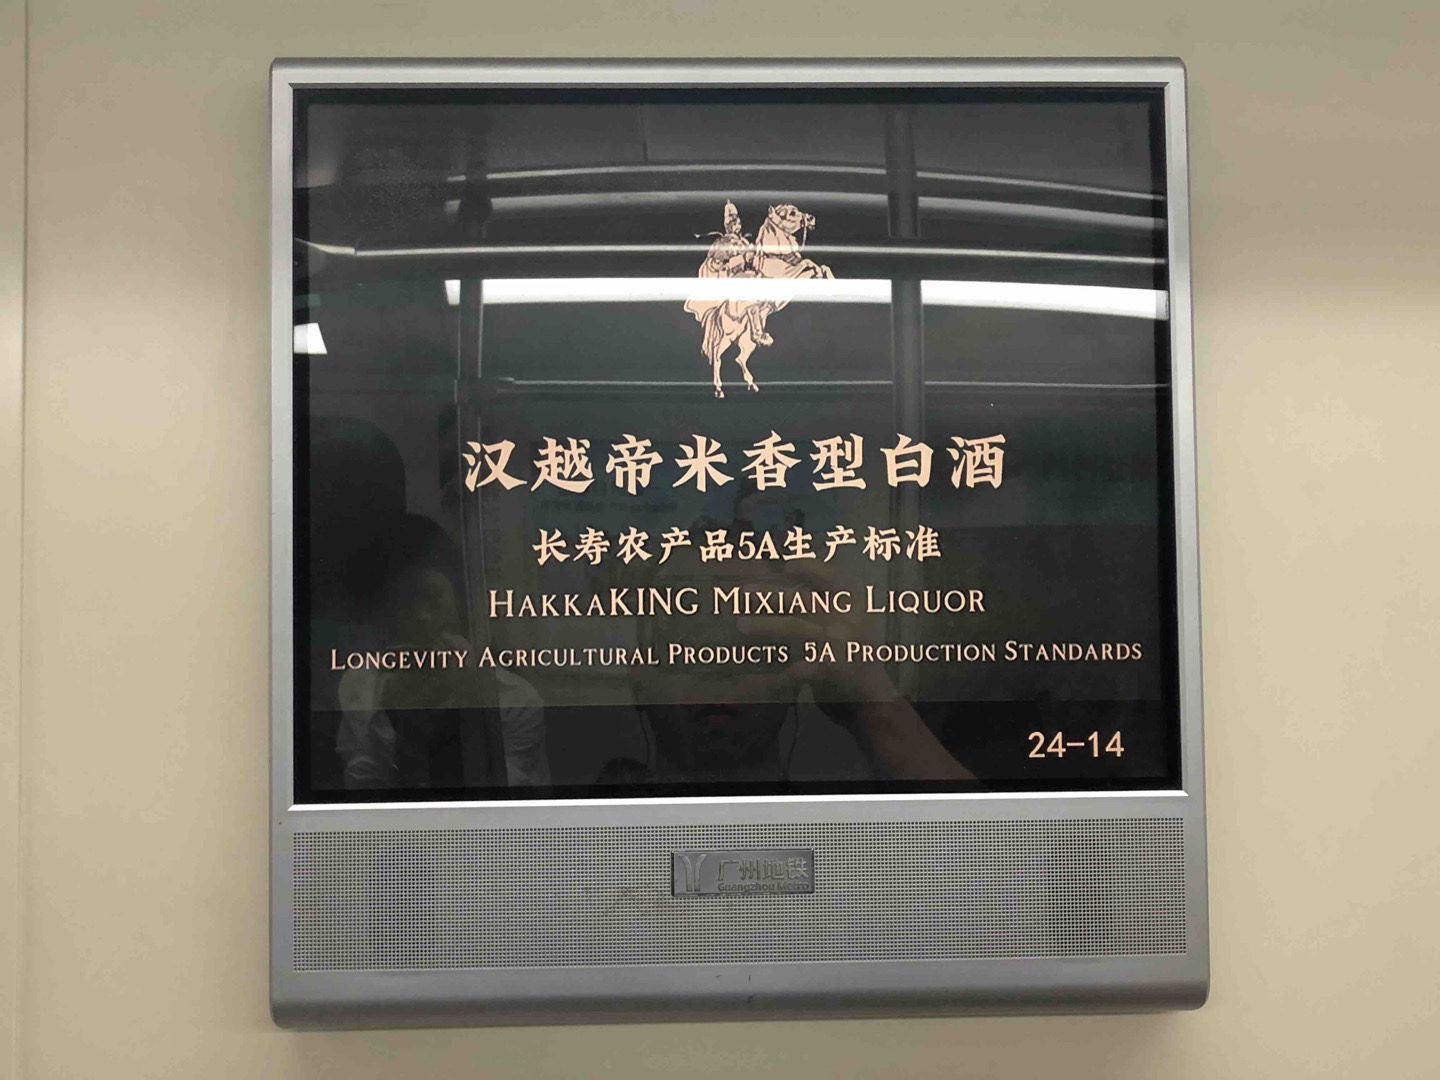 汉越帝米香型白酒
长寿农产品5A生产标准
HAKKAKING MIXIANG LIQUOR
LONGEVITY AGRICULTURAL PRODUCTS 5A PRODUCTION STANDARDS
24-14
广州地铁
Guangzhou Metro